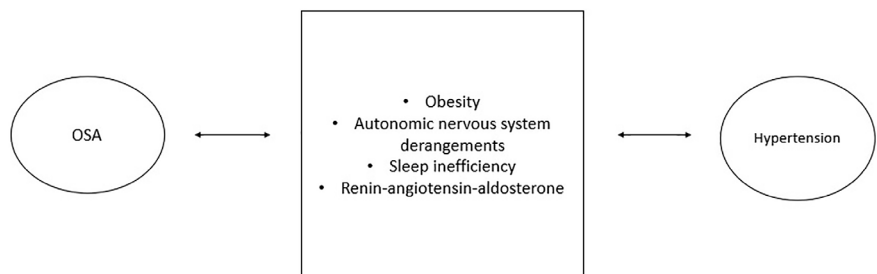 OSA
• Obesity
• Autonomic nervous system
derangements
• Sleep inefficiency
• Renin-angiotensin-aldosterone
Hypertension